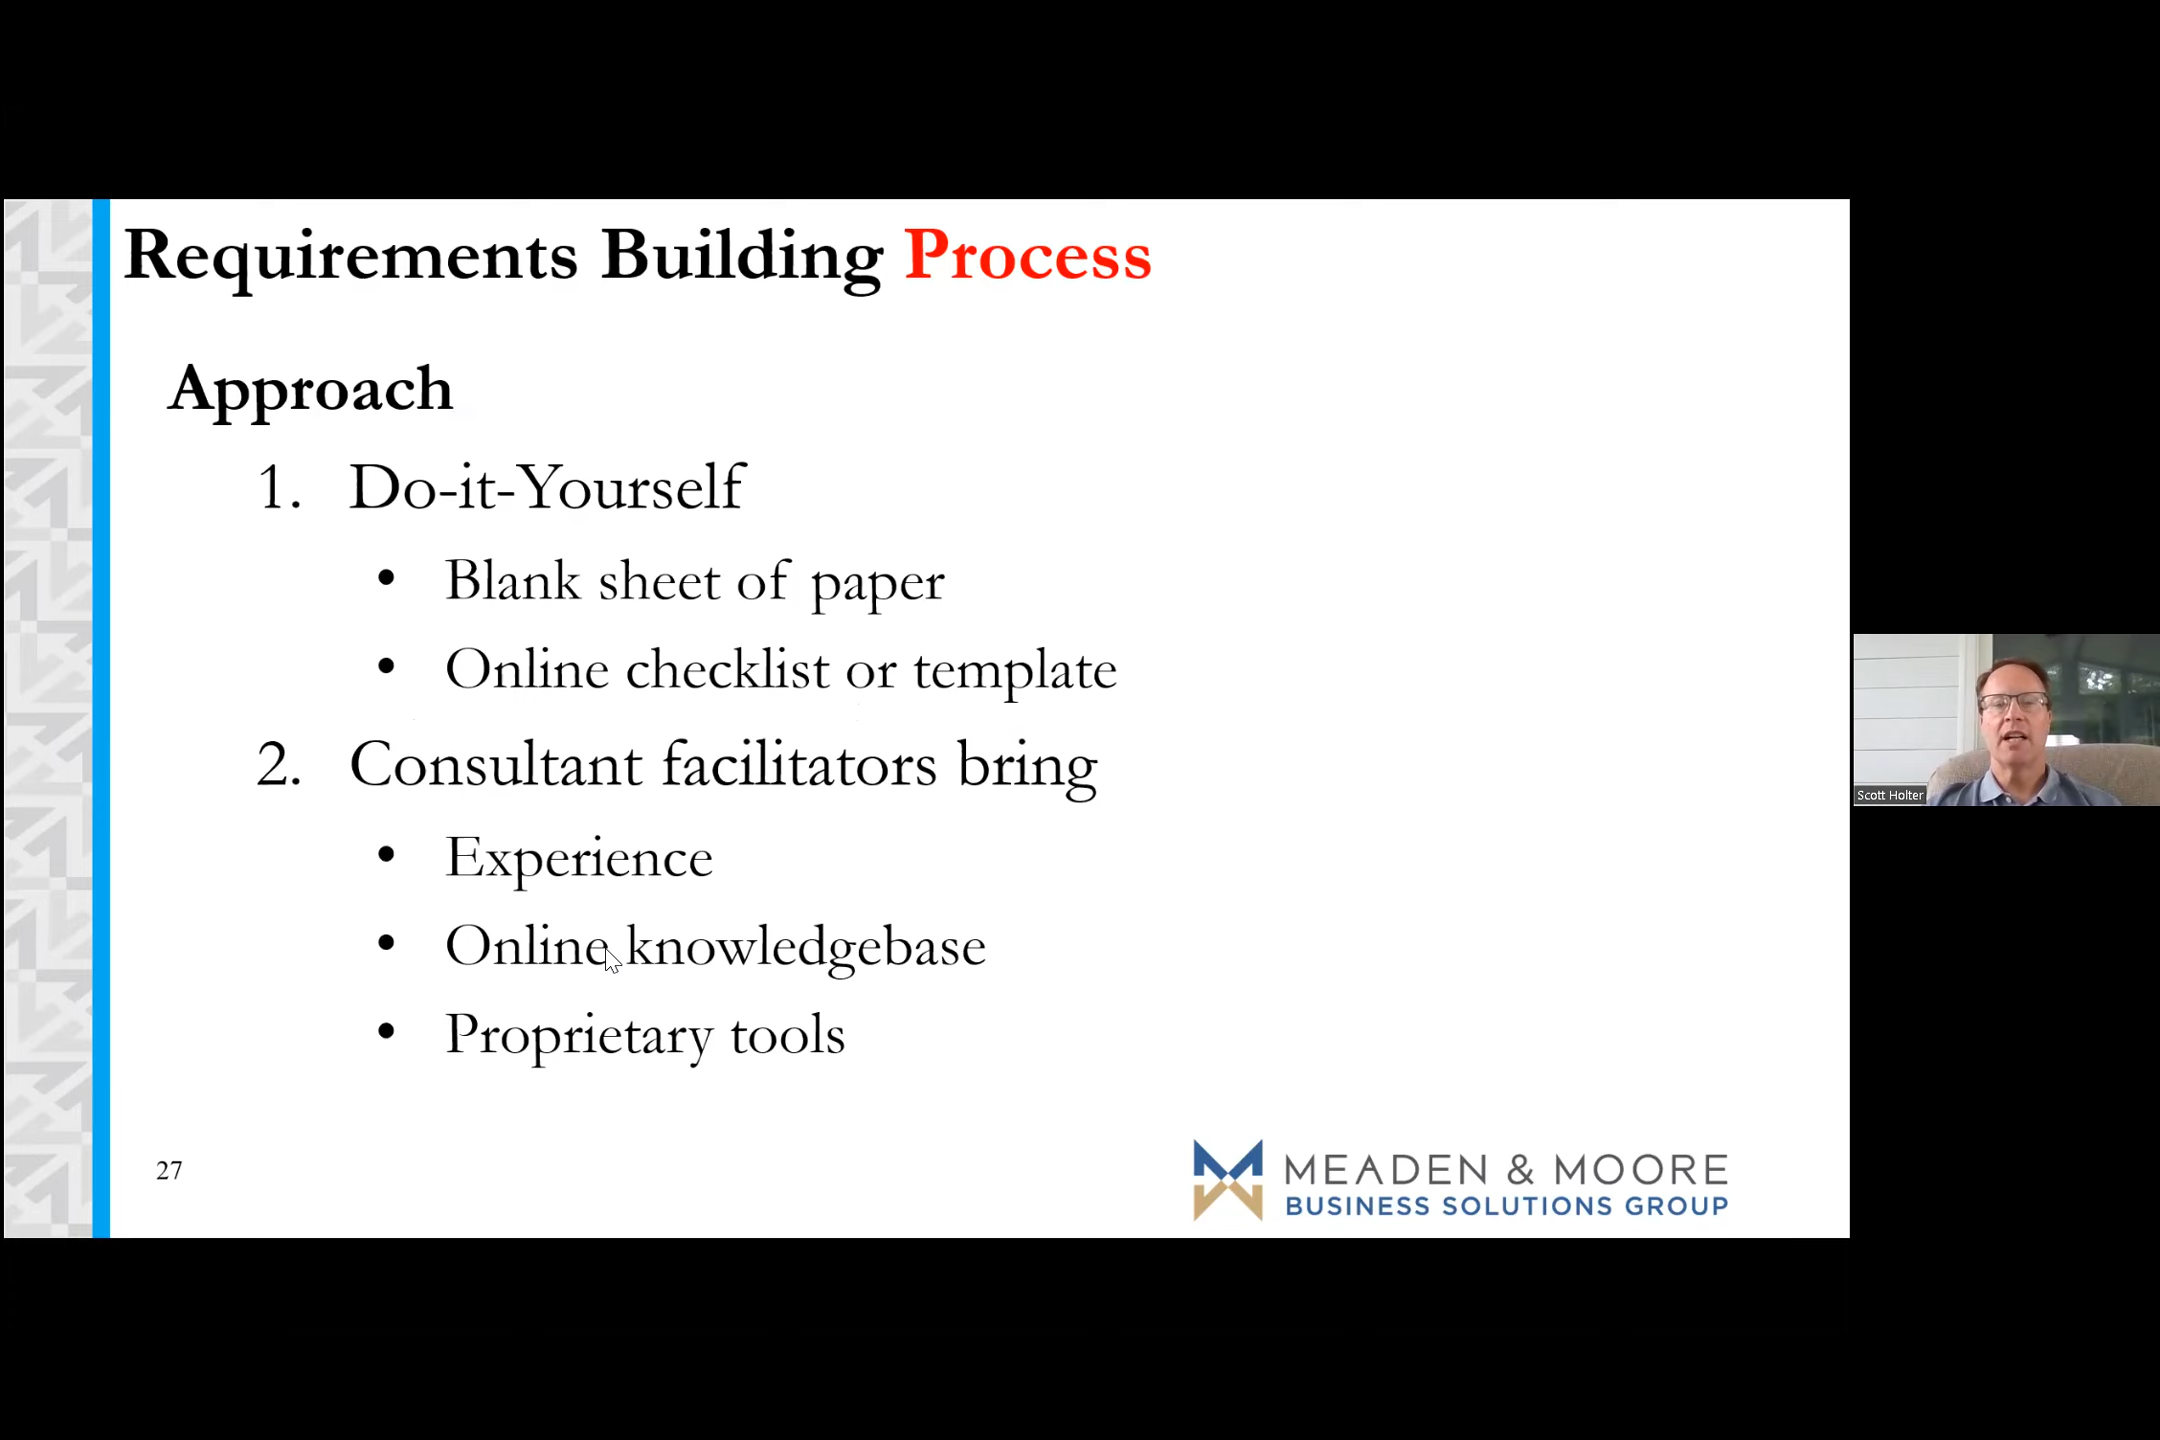 Requirements Building Process
Approach
1. Do-it-Yourself
• Blank sheet of paper
• Online checklist or template
2. Consultant facilitators bring
• Experience
• Online knowledgebase
• Proprietary tools
27
MEADEN & MOORE
BUSINESS SOLUTIONS GROUP
Scott Holter